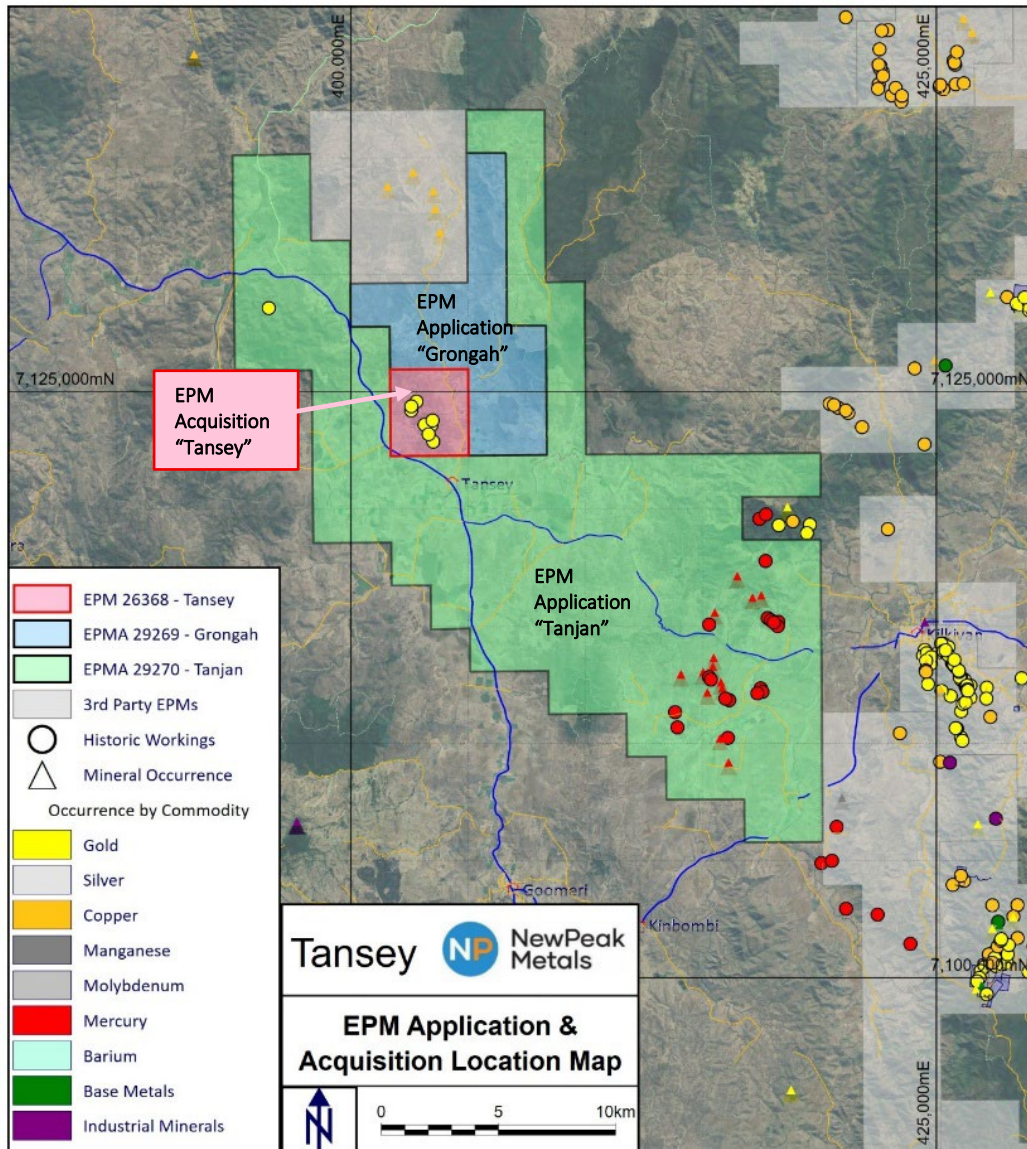 400,000mE
425,000mE
EPM
Application
“Grongah”
7,125,000mN
7,125,000mN
EPM
Acquisition
“Tansey”
Tansey
EPM
Application
“Tanjan”
Kilkivan
EPM 26368 - Tansey
EPMA 29269 - Grongah
EPMA 29270 - Tanjan
3rd Party EPMs
Historic Workings
Mineral Occurrence
Occurrence by Commodity
Gold
Silver
Copper
Manganese
Molybdenum
Mercury
Barium
Base Metals
Industrial Minerals
Goomeri
Kinbombi
7,100,000mN
Tansey NP NewPeak
Metals
EPM Application &
Acquisition Location Map
N
0 5 10km
425,000mE